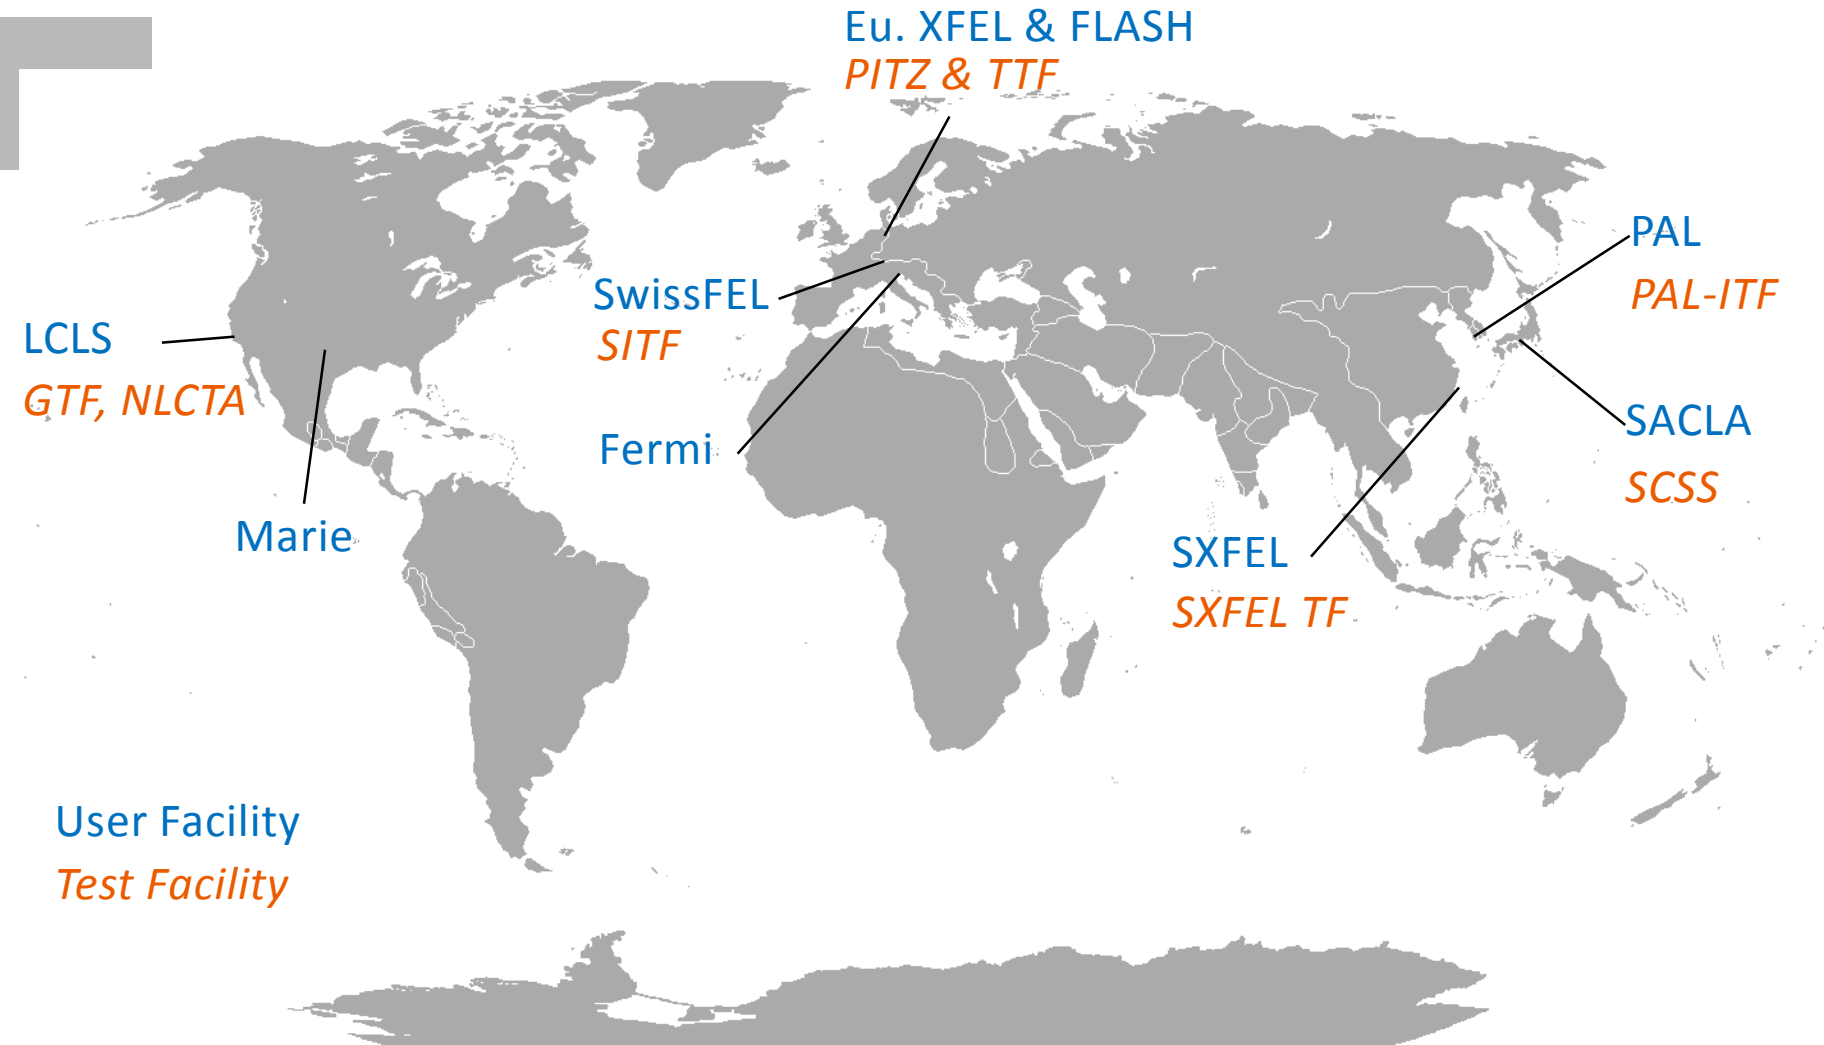 Eu. XFEL & FLASH
PITZ & TTF
PAL
PAL-ITF
SwissFEL
SITF
LCLS
GTF, NLCTA
SACLA
SCSS
Fermi
Marie
SXFEL
SXFEL TF
User Facility
Test Facility